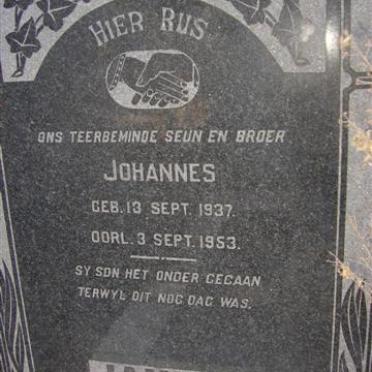 HIER RUS
ONS TEERBEMINDE SEUN EN BROER
JOHANNES
GEB. 13 SEPT. 1937.
OORL. 3 SEPT. 1953.
SY SON HET ONDER GEGAAN
TERWYL DIT NOG DAG WAS.